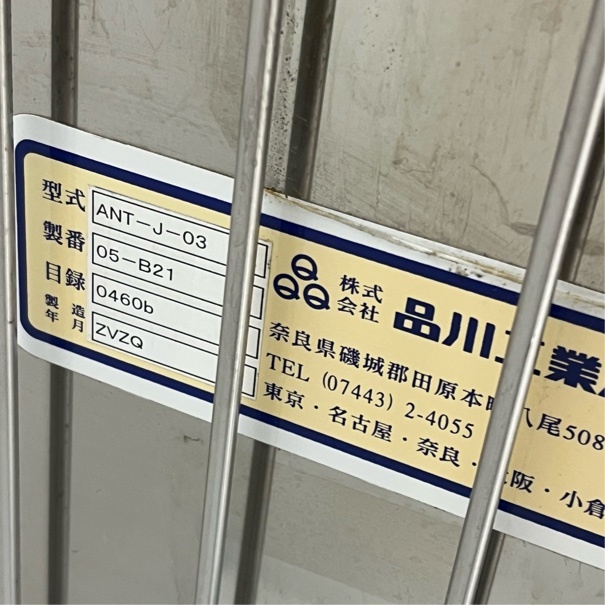 型式 ANT-J-03
製番 05-B21
目録 0460b
製造年月 ZVZQ
株式会社 品川工業
奈良県磯城郡田原本町八尾508
TEL (07443) 2-4055
東京・名古屋・奈良・大阪・小倉